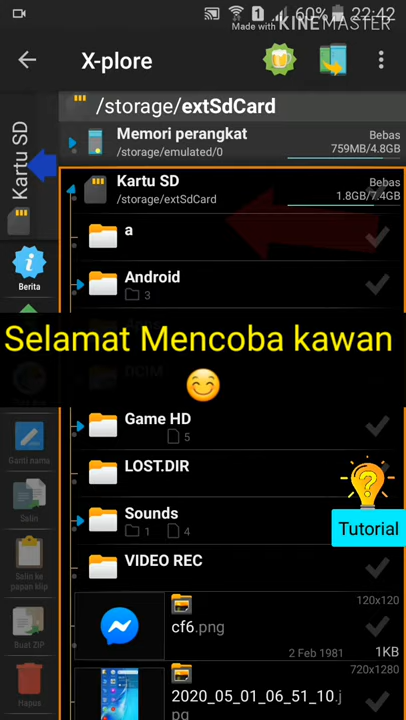 60% 22:42
Made with KINEMASTER
X-plore
/storage/extSdCard
Kartu SD
Memori perangkat
/storage/emulated/0
Bebas
759MB/4.8GB
Kartu SD
/storage/extSdCard
Bebas
1.8GB/7.4GB
a
Berita
Android
3
Selamat Mencoba kawan
DCIM
Ganti nama
Game HD
5
LOST.DIR
Salin
Tutorial
Sounds
1 4
Salin ke
papan klip
VIDEO REC
Buat ZIP
120x120
cf6.png
2 Feb 1981
1KB
Hapus
720x1280
2020_05_01_06_51_10.j
pg